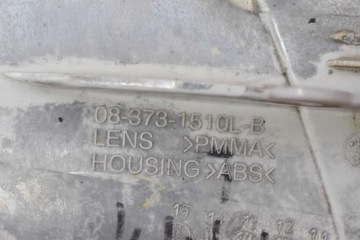 08-373-1510L-B
LENS >PMMA<
HOUSING >ABS<